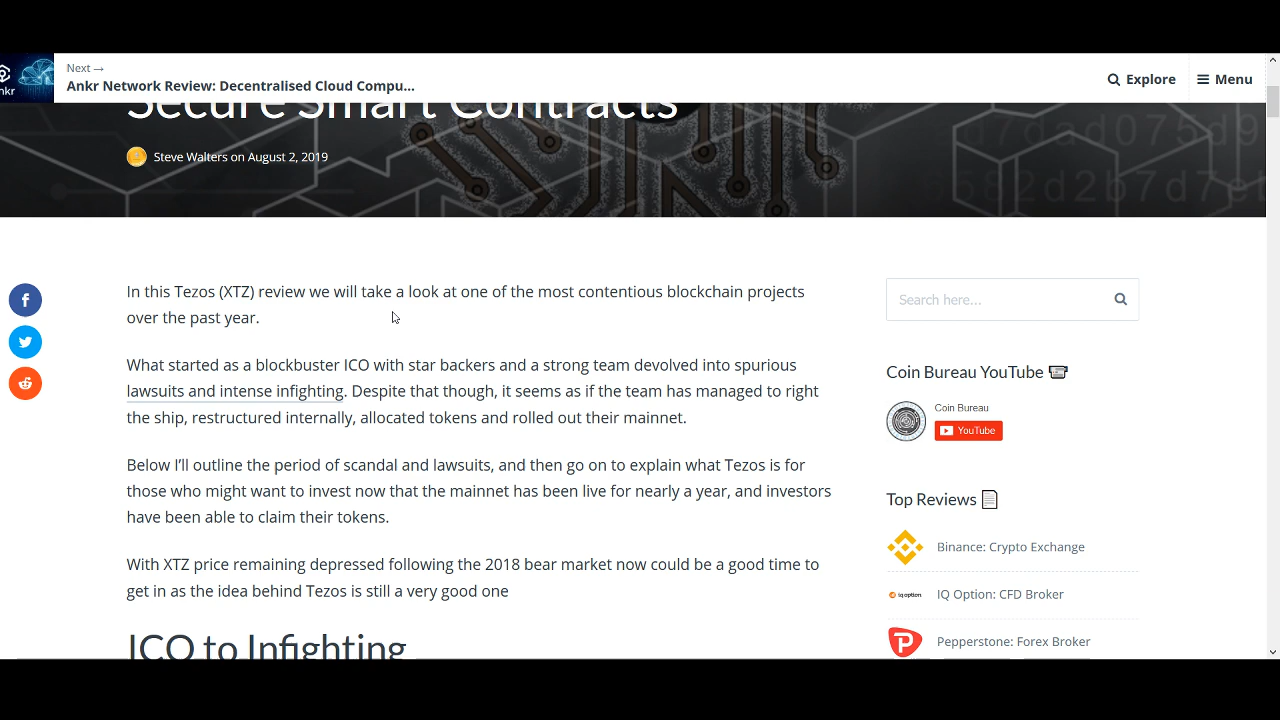 Next →
Ankr Network Review: Decentralised Cloud Compu...
Explore
Menu
nkr
Secure Smart Contracts
Steve Walters on August 2, 2019
In this Tezos (XTZ) review we will take a look at one of the most contentious blockchain projects
over the past year.
What started as a blockbuster ICO with star backers and a strong team devolved into spurious
lawsuits and intense infighting. Despite that though, it seems as if the team has managed to right
the ship, restructured internally, allocated tokens and rolled out their mainnet.
Below I'll outline the period of scandal and lawsuits, and then go on to explain what Tezos is for
those who might want to invest now that the mainnet has been live for nearly a year, and investors
have been able to claim their tokens.
With XTZ price remaining depressed following the 2018 bear market now could be a good time to
get in as the idea behind Tezos is still a very good one
ICO to Infighting
Search here...
Coin Bureau YouTube
Coin Bureau
YouTube
Top Reviews
Binance: Crypto Exchange
iq option
IQ Option: CFD Broker
Pepperstone: Forex Broker